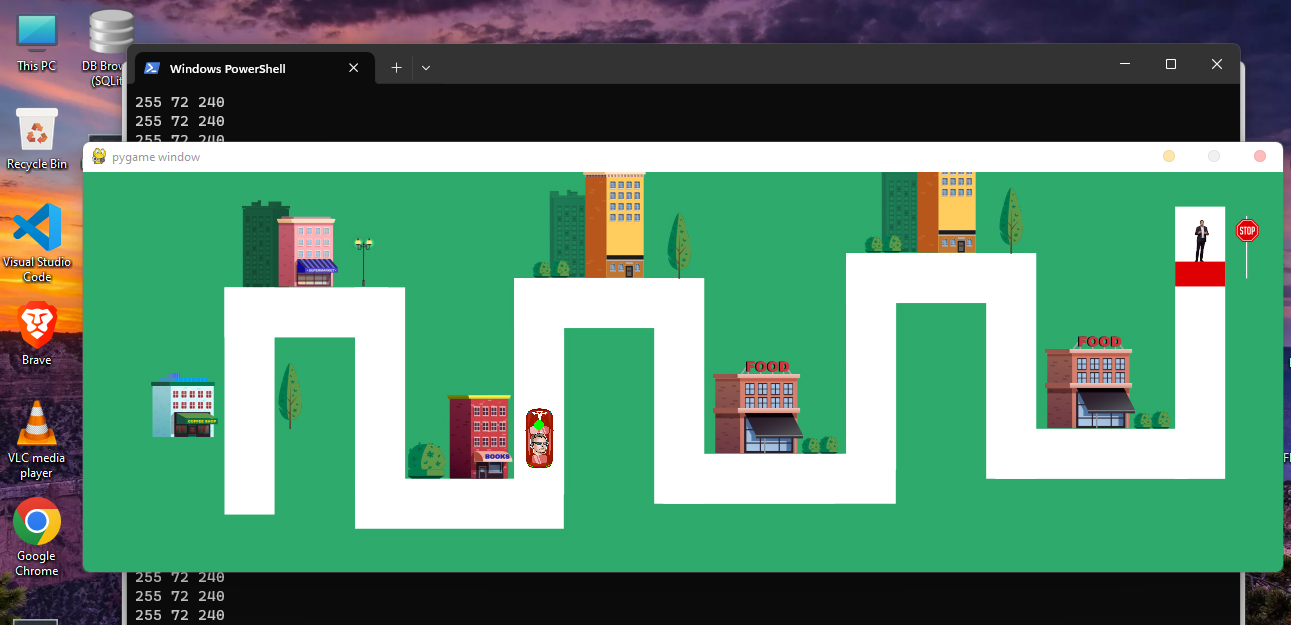 This PC
DB Brow
(SQLit
Recycle Bin
Visual Studio
Code
Brave
VLC media
player
Google
Chrome
Windows PowerShell
255 72 240
255 72 240
255 72 240
pygame window
SUPERMARKET
COFFEE SHOP
BOOKS
FOOD
FOOD
STOP
255 72 240
255 72 240
255 72 240